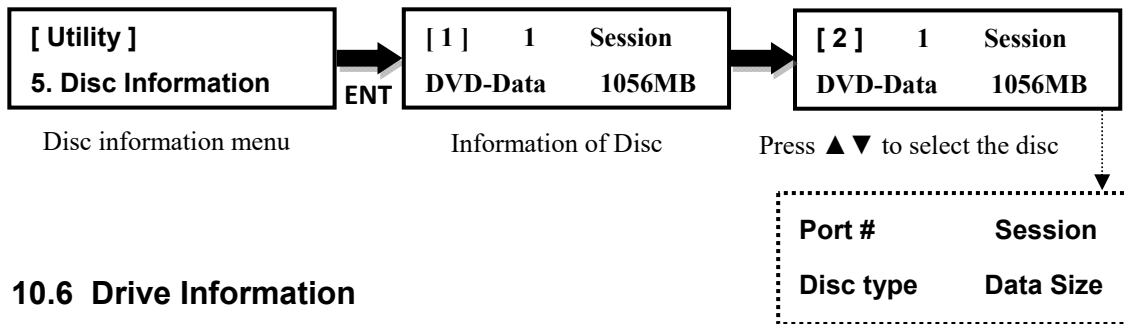 [ Utility ]
5. Disc Information
ENT
[ 1 ] 1 Session
DVD-Data 1056MB
[ 2 ] 1 Session
DVD-Data 1056MB
Disc information menu
Information of Disc
Press ▲▼ to select the disc
Port # Session
Disc type Data Size
10.6 Drive Information